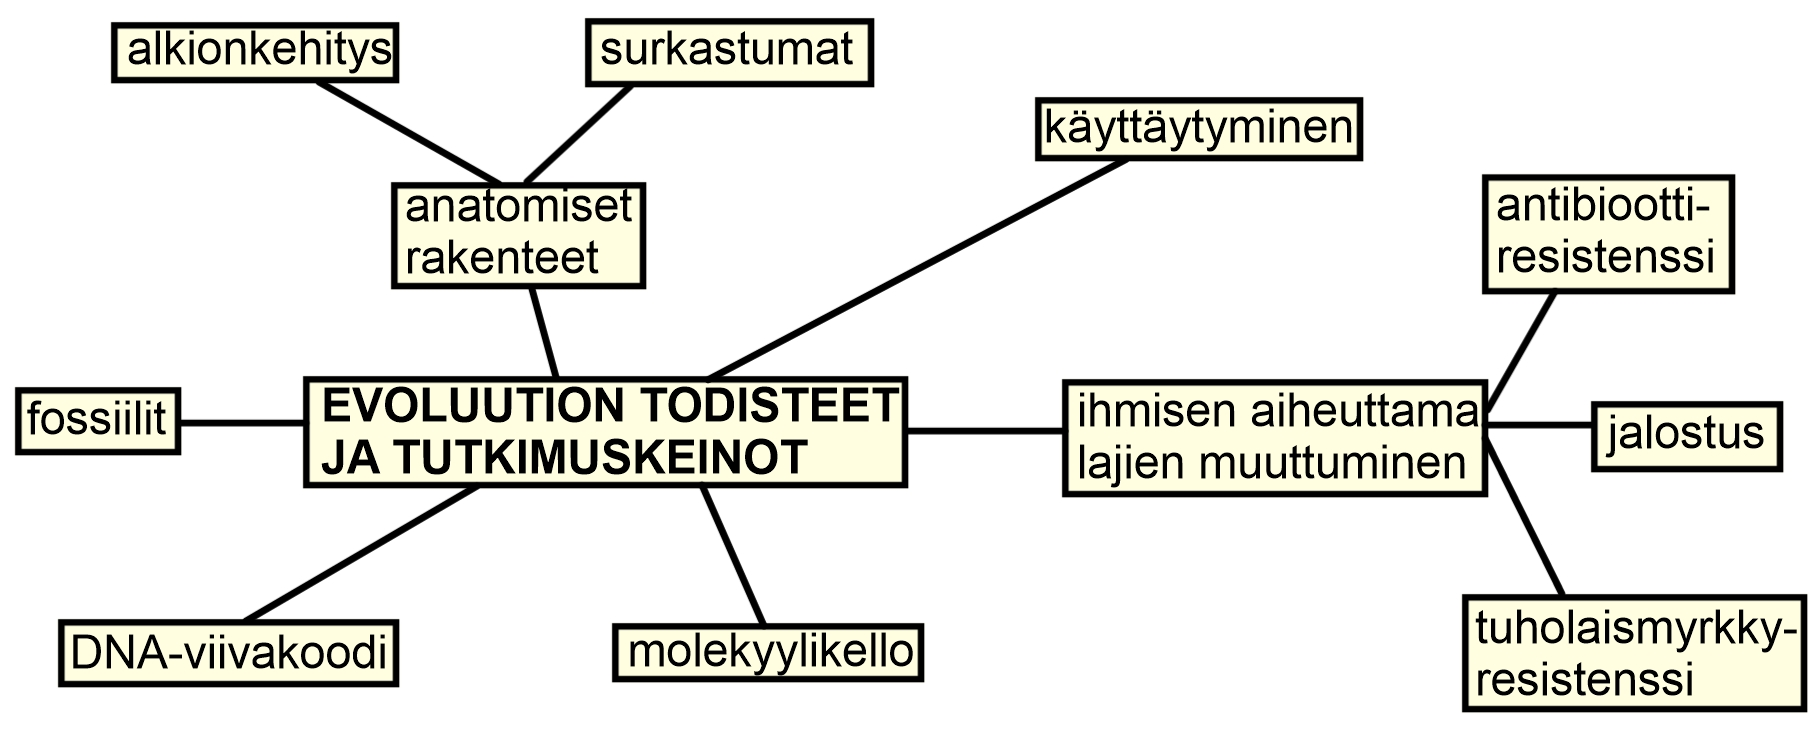 alkionkehitys
surkastumat
käyttäytyminen
anatomiset
rakenteet
antibiootti-
resistenssi
fossiilit
EVOLUUTION TODISTEET
JA TUTKIMUSKEINOT
ihmisen aiheuttama
lajien muuttuminen
jalostus
DNA-viivakoodi
molekyylikello
tuholaismyrkky-
resistenssi